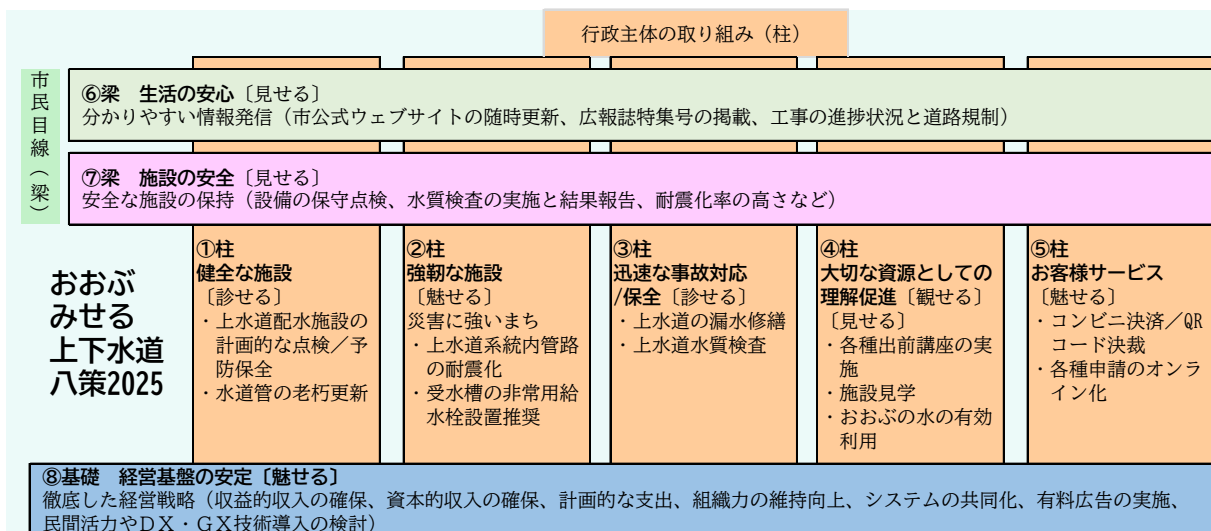 行政主体の取り組み（柱）
市民目線（梁）
⑥梁　生活の安心〔見せる〕
分かりやすい情報発信（市公式ウェブサイトの随時更新、広報誌特集号の掲載、工事の進捗状況と道路規制）
⑦梁　施設の安全〔見せる〕
安全な施設の保持（設備の保守点検、水質検査の実施と結果報告、耐震化率の高さなど）
おおぶ
みせる
上下水道
八策2025
①柱
健全な施設
〔診せる〕
・上水道配水施設の
計画的な点検／予
防保全
・水道管の老朽更新
②柱
強靭な施設
〔魅せる〕
災害に強いまち
・上水道系統内管路
の耐震化
・受水槽の非常用給
水栓設置推奨
③柱
迅速な事故対応
/保全〔診せる〕
・上水道の漏水修繕
・上水道水質検査
④柱
大切な資源としての
理解促進〔観せる〕
〔見せる〕
・各種出前講座の実
施
・施設見学
・おおぶの水の有効
利用
⑤柱
お客様サービス
〔魅せる〕
・コンビニ決済／QR
コード決裁
・各種申請のオンラ
イン化
⑧基礎　経営基盤の安定〔魅せる〕
徹底した経営戦略（収益的収入の確保、資本的収入の確保、計画的な支出、組織力の維持向上、システムの共同化、有料広告の実施、
民間活力やＤＸ・ＧＸ技術導入の検討）